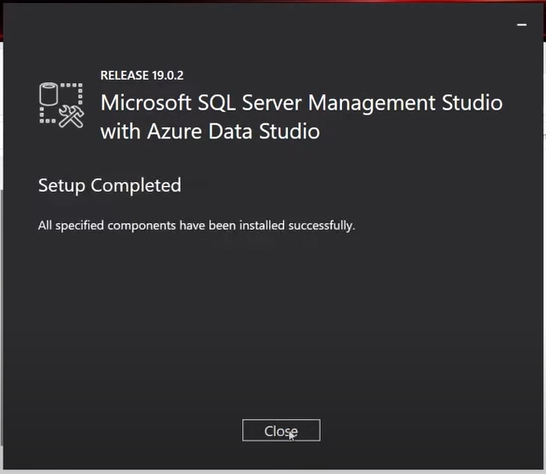 RELEASE 19.0.2
Microsoft SQL Server Management Studio
with Azure Data Studio
Setup Completed
All specified components have been installed successfully.
Close